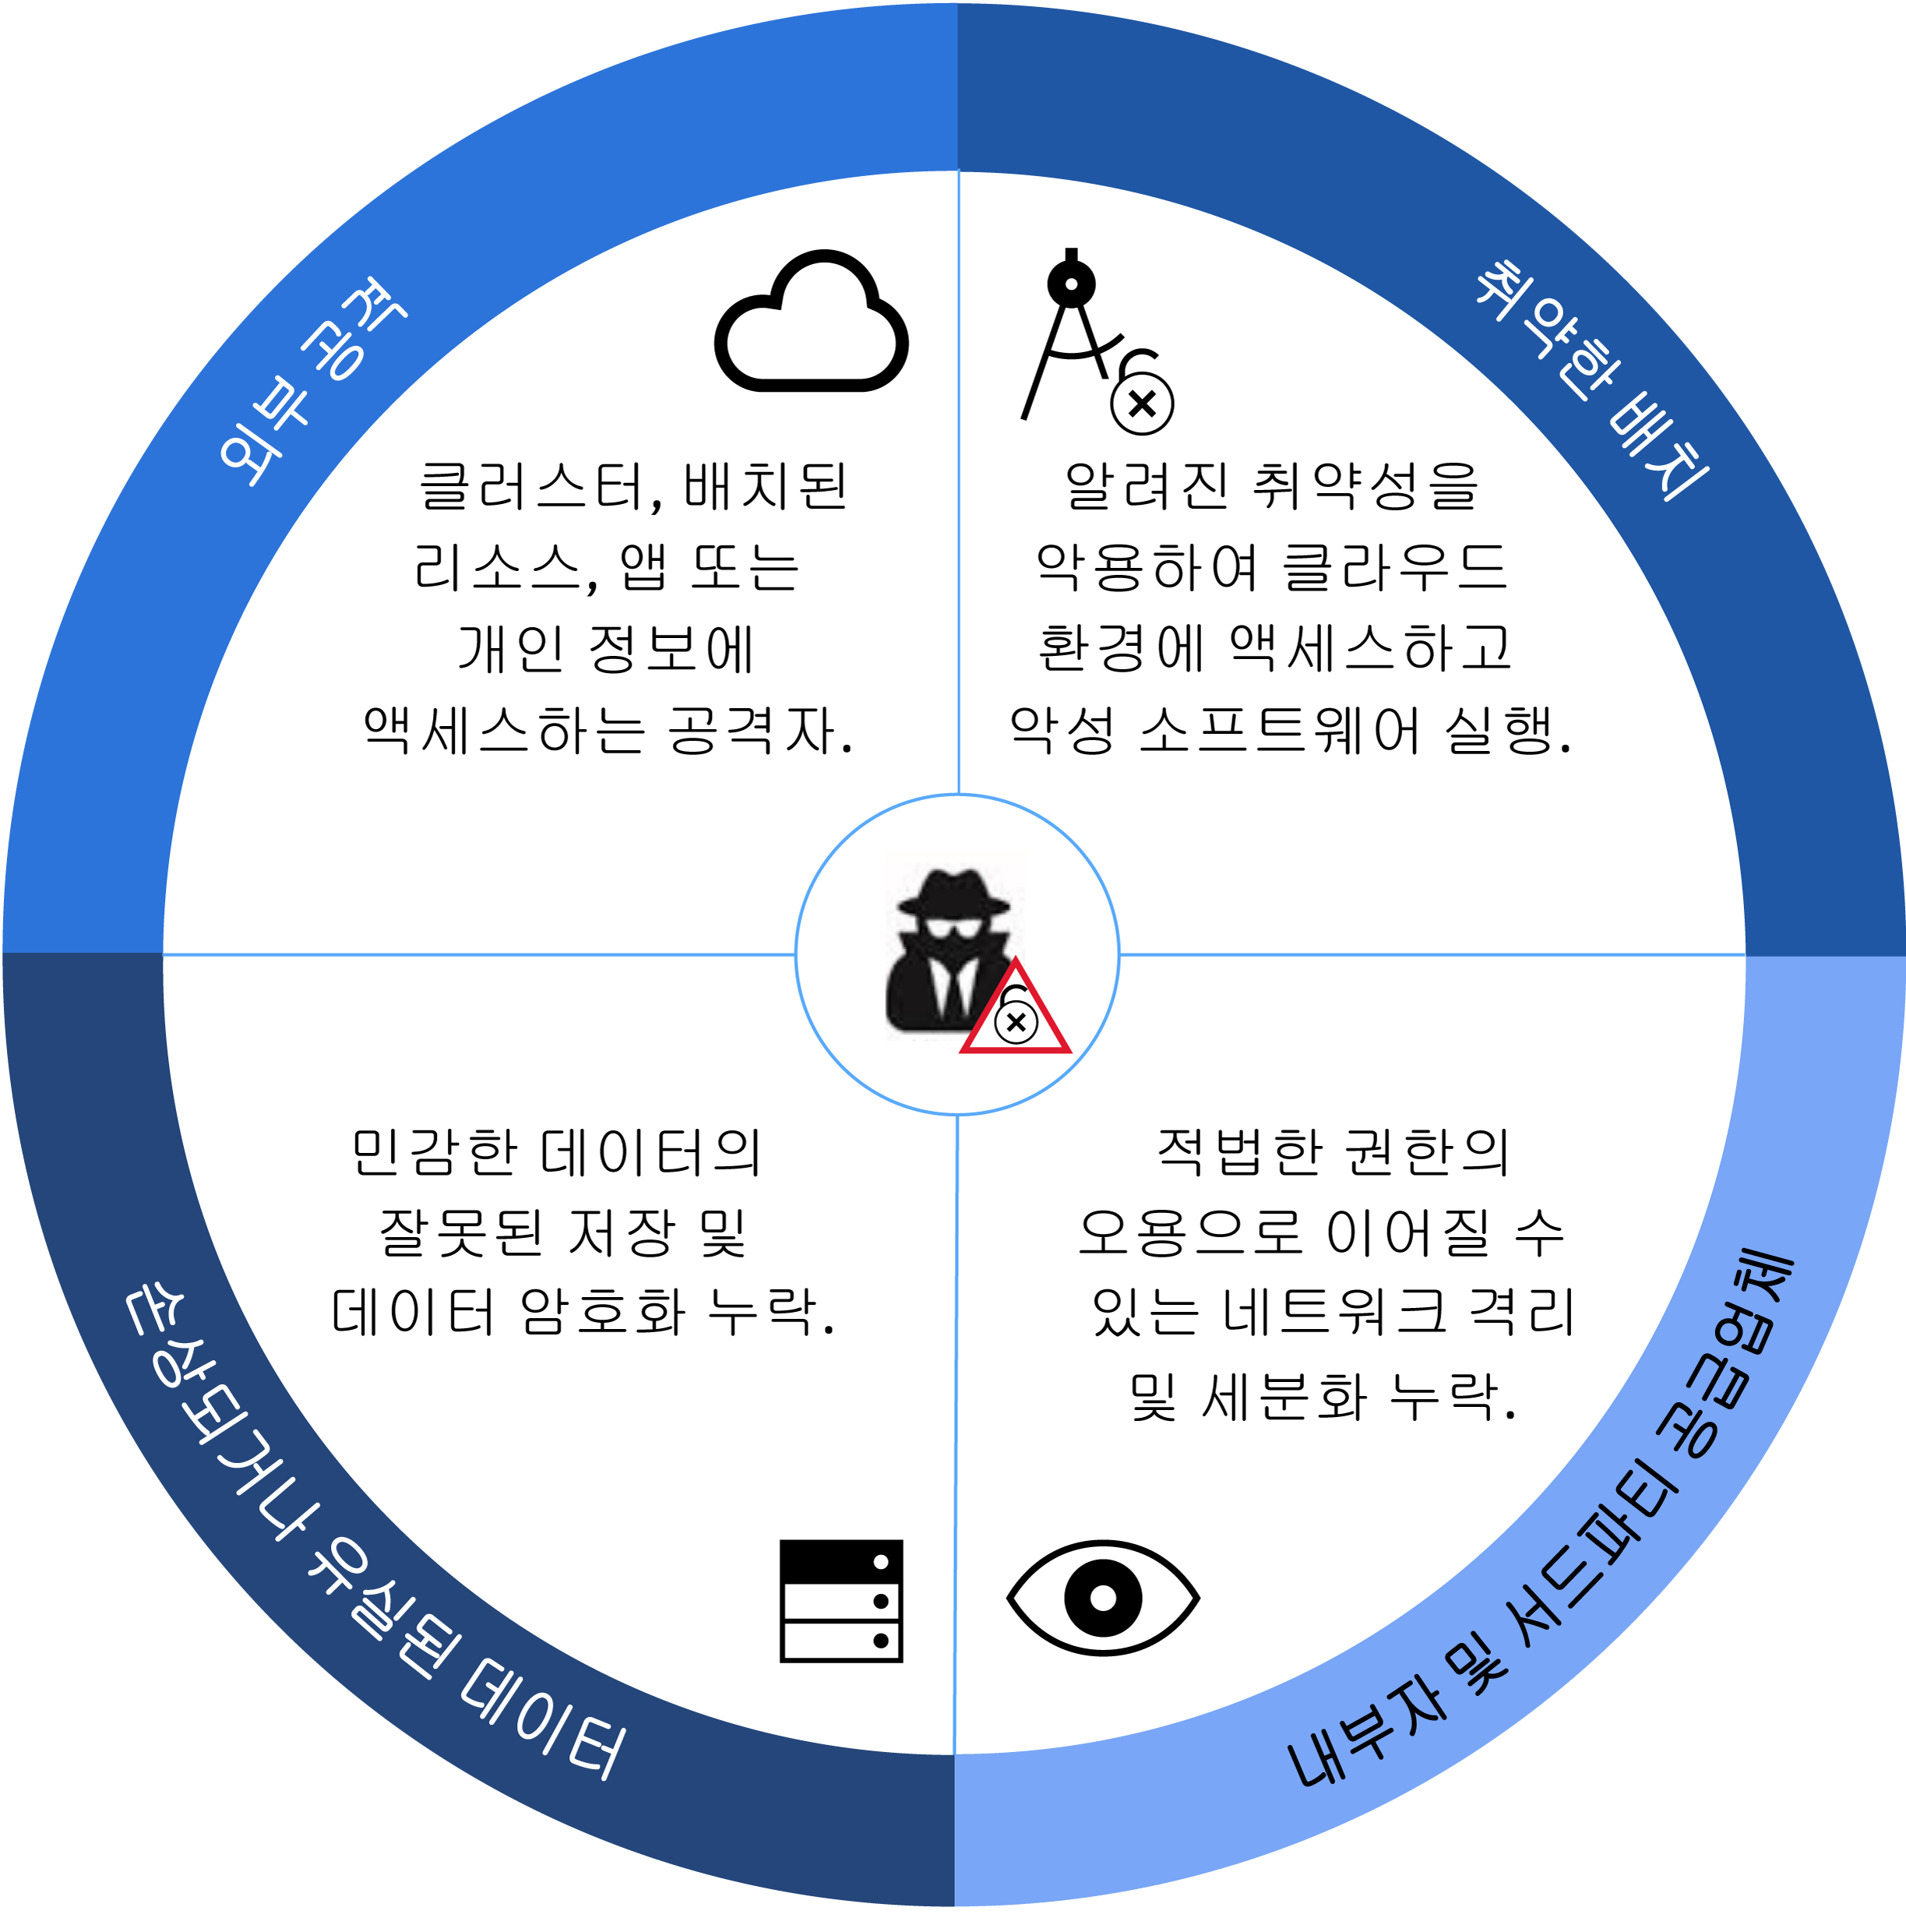 외부 공격
클러스터, 배치된
리소스, 앱 또는
개인 정보에
액세스하는 공격자.
취약한 배치
알려진 취약성을
악용하여 클라우드
환경에 액세스하고
악성 소프트웨어 실행.
손상되거나 유실된 데이터
민감한 데이터의
잘못된 저장 및
데이터 암호화 누락.
내부자 및 써드파티 공급업체
적법한 권한의
오용으로 이어질 수
있는 네트워크 격리
및 세분화 누락.